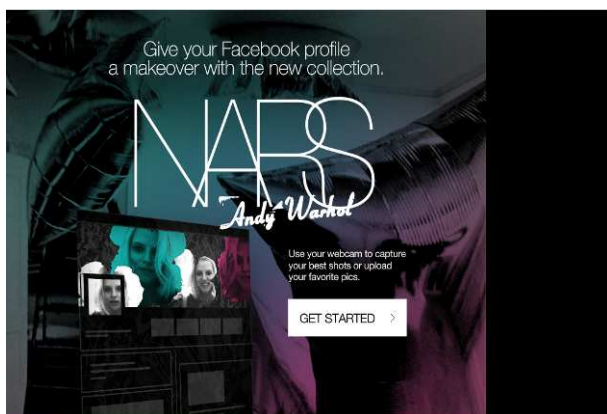 Give your Facebook profile
a makeover with the new collection.
NARS
Andy Warhol
Use your webcam to capture
your best shots or upload
your favorite pics.
GET STARTED >